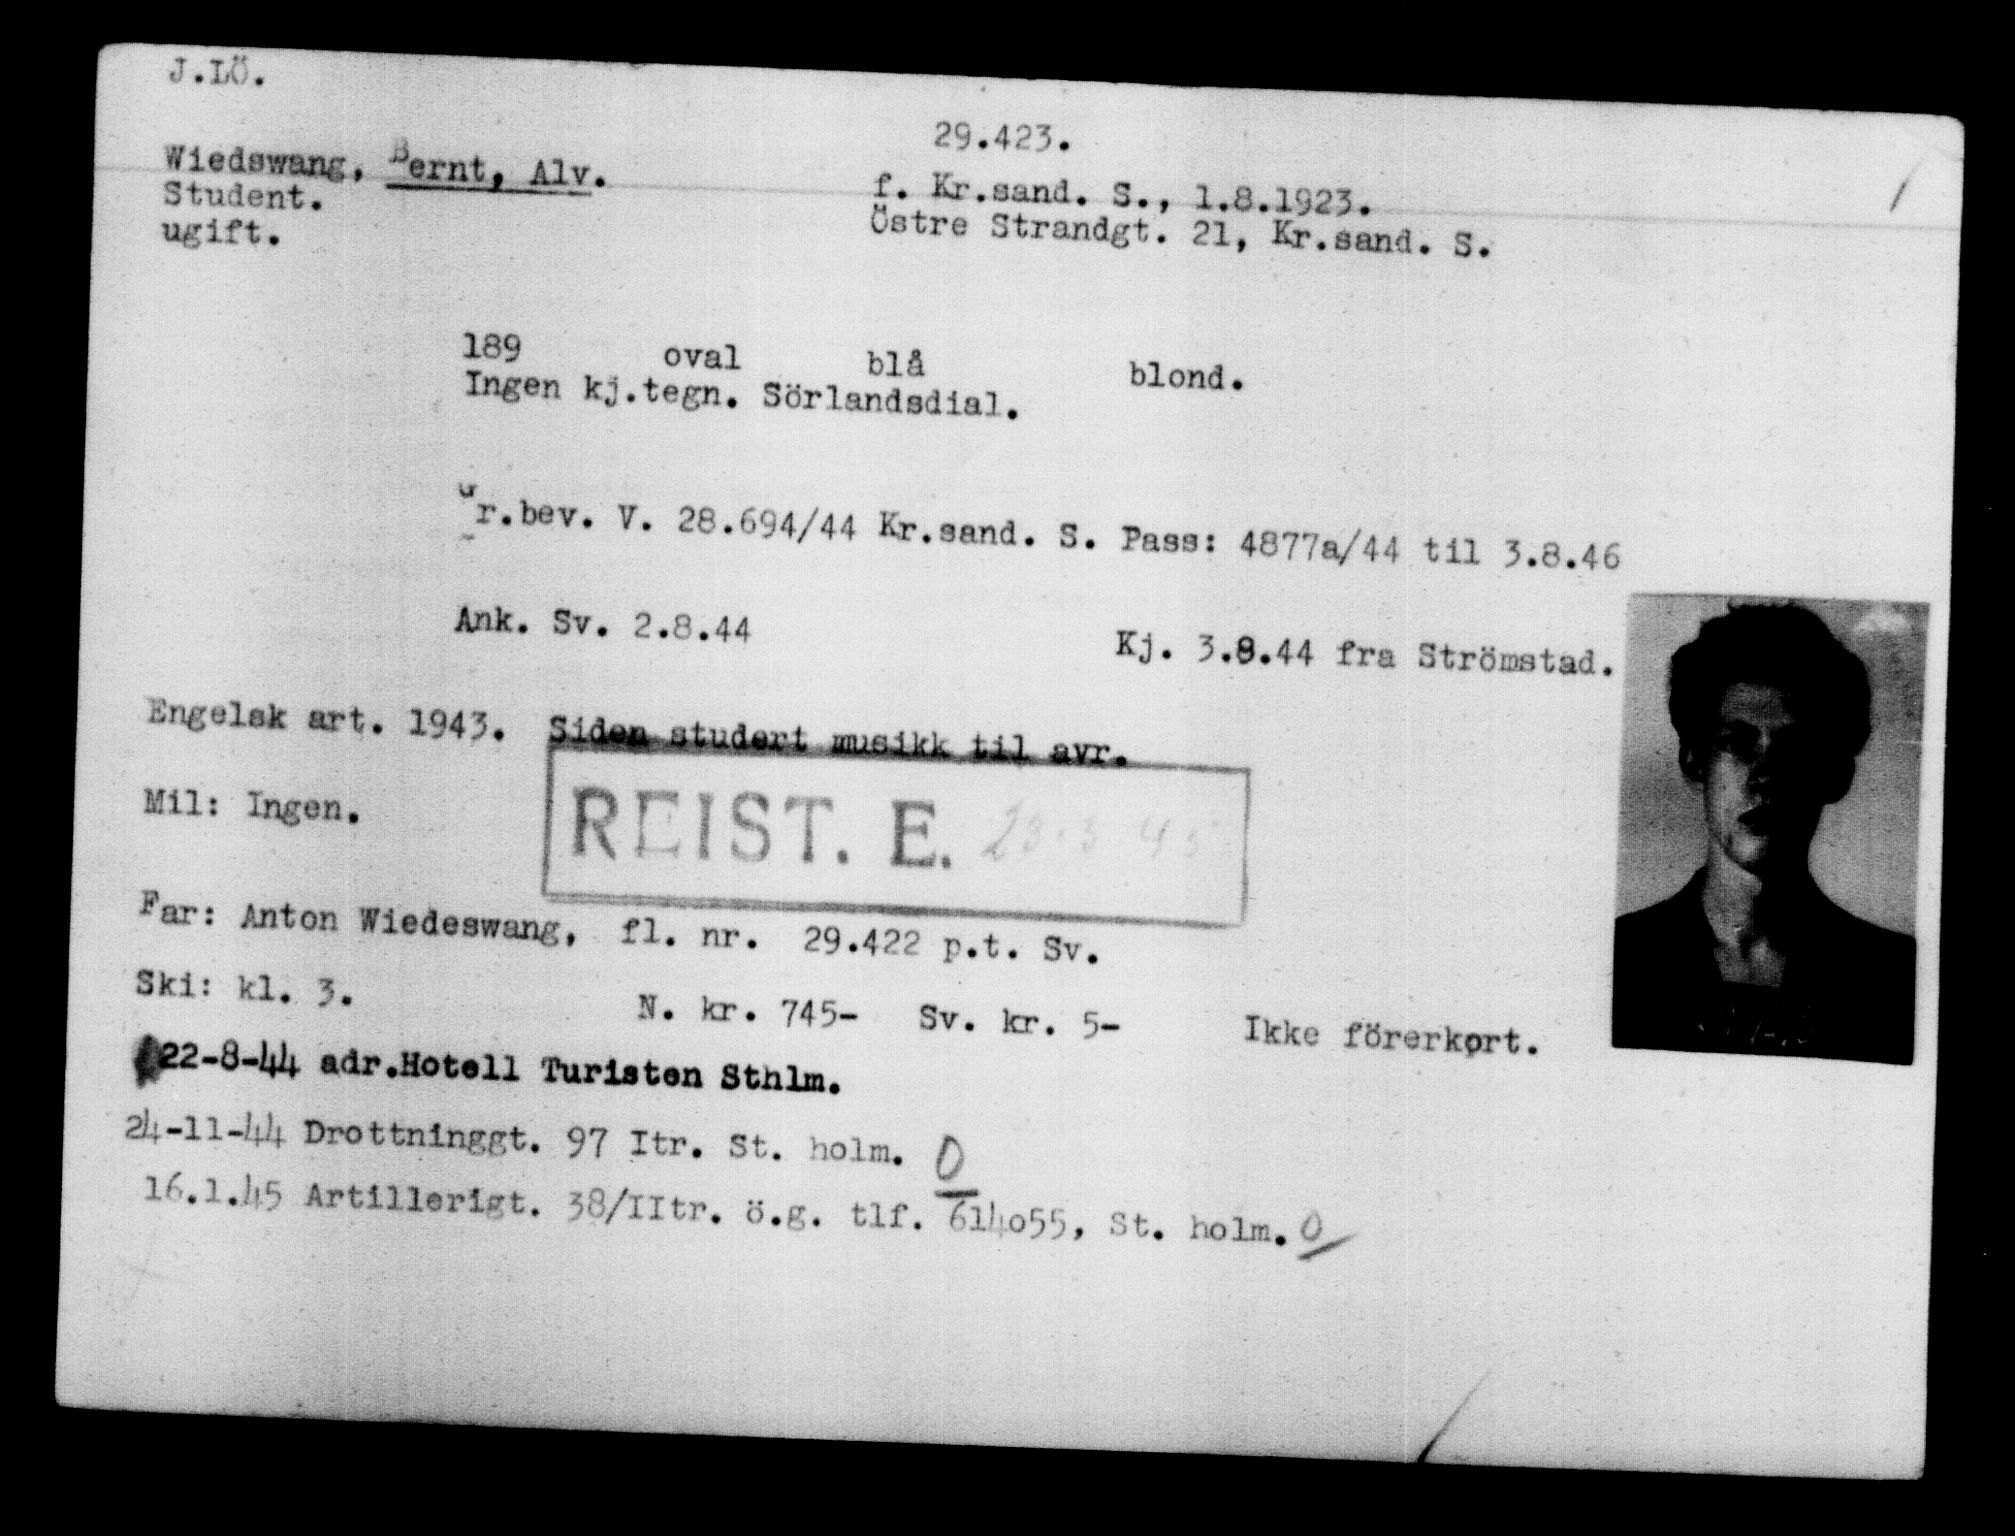 J.LÖ.
29.423.
Wiedswang, Bernt, Alv.
f. Kr.sand. S., 1.8.1923.
Student.
Östre Strandgt. 21, Kr.sand. S.
ugift.
189 oval blå blond.
Ingen kj.tegn. Sörlandsdial.
Gr.bev. V. 28.694/44 Kr.sand. S. Pass: 4877a/44 til 3.8.46
Ank. Sv. 2.8.44 Kj. 3.8.44 fra Strömstad.
Engelsk art. 1943. Siden studert musikk til avr.
REIST. E. 23.3 45
Mil: Ingen.
Far: Anton Wiedeswang, fl. nr. 29.422 p.t. Sv.
Ski: kl. 3. N. kr. 745- Sv. kr. 5- Ikke förerkort.
22-8-44 adr.Hotell Turisten Sthlm.
24-11-44 Drottninggt. 97 Itr. St. holm. O
16.1.45 Artillerigt. 38/IItr. ö.g. tlf. 614o55, St. holm. O